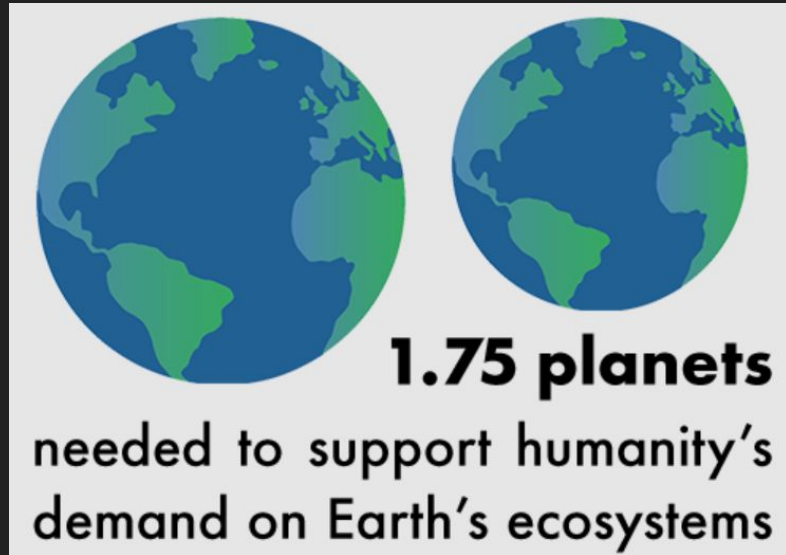 1.75 planets
needed to support humanity’s
demand on Earth’s ecosystems